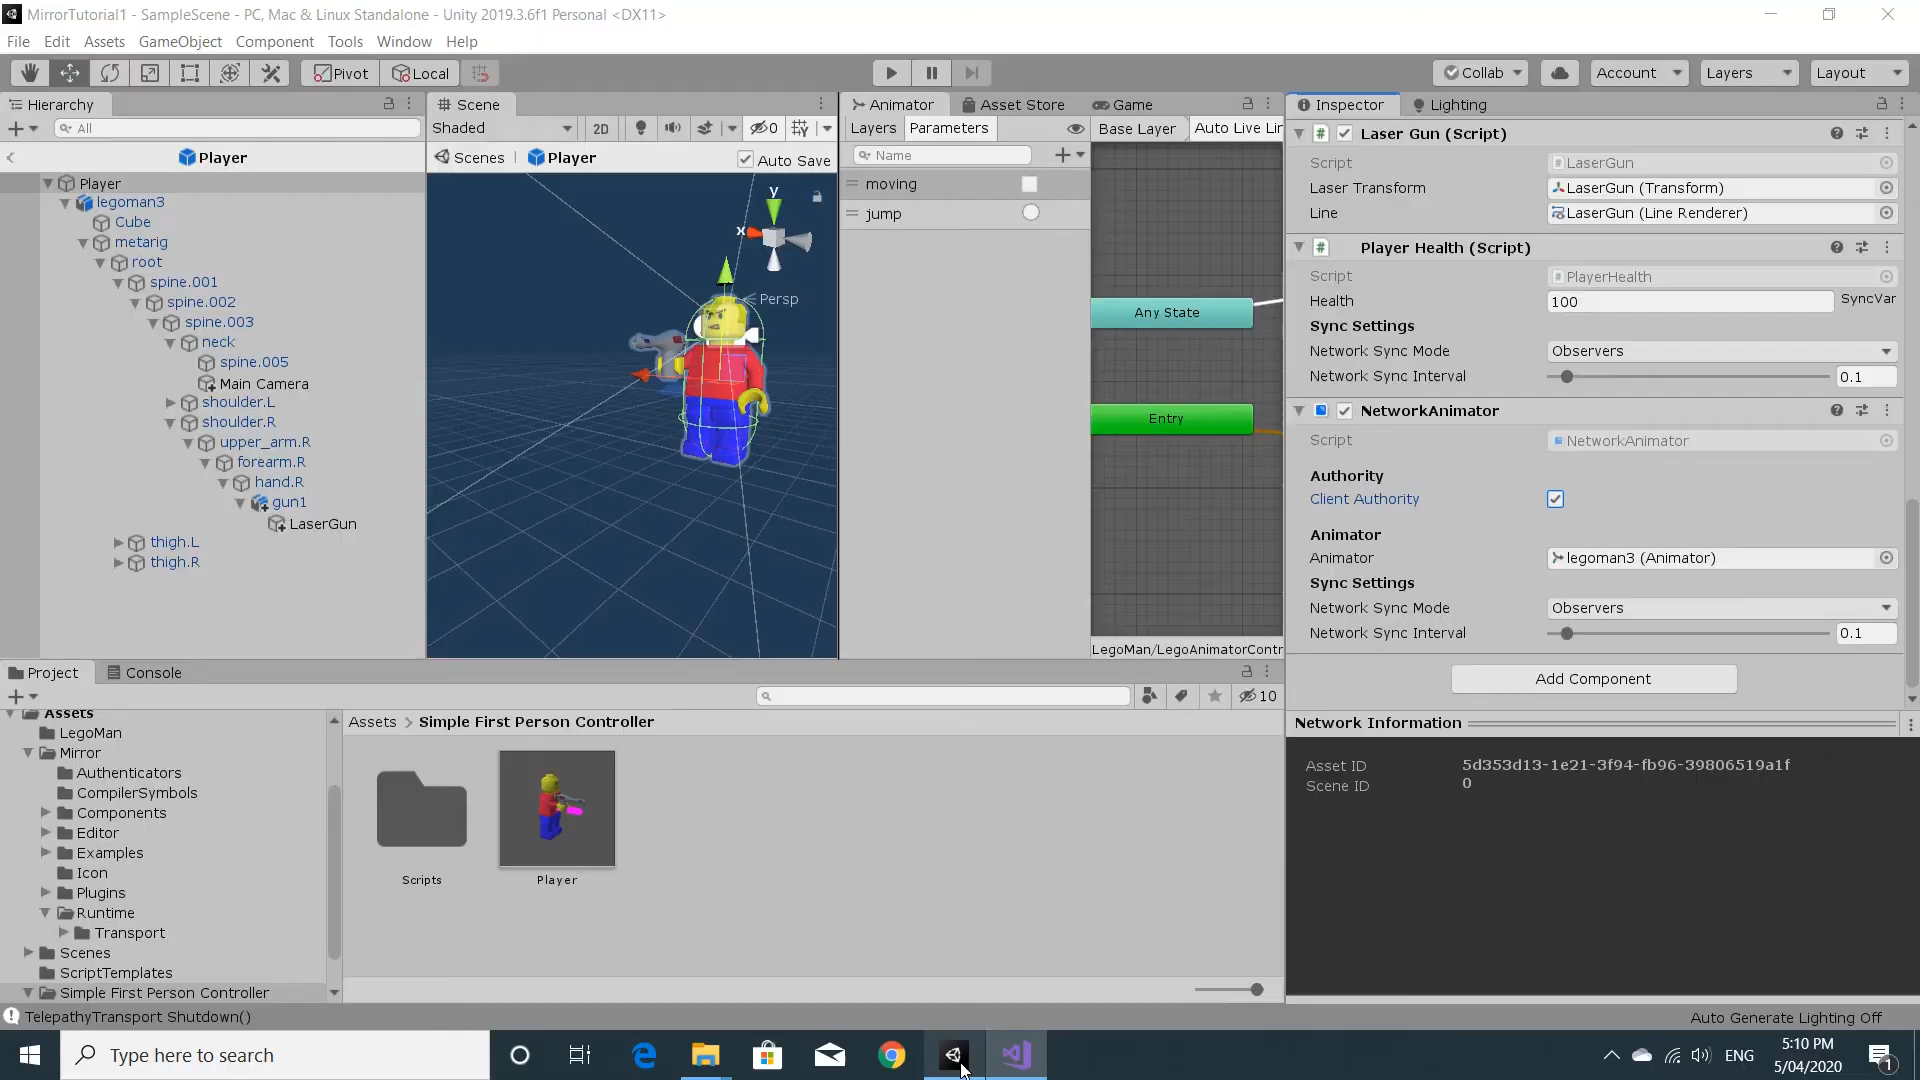 MirrorTutorial1 - SampleScene - PC, Mac & Linux Standalone - Unity 2019.3.6f1 Personal <DX11>
File Edit Assets GameObject Component Tools Window Help
Pivot Local Collab Account Layers Layout
Hierarchy
All
Player
Player
legoman3
Cube
metarig
root
spine.001
spine.002
spine.003
neck
spine.005
Main Camera
shoulder.L
shoulder.R
upper_arm.R
forearm.R
hand.R
gun1
LaserGun
thigh.L
thigh.R
Scene
Shaded 2D 0
Scenes Player Auto Save
y
x
Persp
Animator Asset Store Game
Layers Parameters Base Layer Auto Live Lin
Name
moving
jump
Any State
Entry
LegoMan/LegoAnimatorContr
Inspector Lighting
Laser Gun (Script)
Script LaserGun
Laser Transform LaserGun (Transform)
Line LaserGun (Line Renderer)
Player Health (Script)
Script PlayerHealth
Health 100 SyncVar
Sync Settings
Network Sync Mode Observers
Network Sync Interval 0.1
NetworkAnimator
Script NetworkAnimator
Authority
Client Authority
Animator
Animator legoman3 (Animator)
Sync Settings
Network Sync Mode Observers
Network Sync Interval 0.1
Add Component
Network Information
Asset ID 5d353d13-1e21-3f94-fb96-39806519a1f
Scene ID 0
Project Console
10
Assets
LegoMan
Mirror
Authenticators
CompilerSymbols
Components
Editor
Examples
Icon
Plugins
Runtime
Transport
Scenes
ScriptTemplates
Simple First Person Controller
Assets > Simple First Person Controller
Scripts Player
TelepathyTransport Shutdown()
Auto Generate Lighting Off
Type here to search
ENG
5:10 PM
5/04/2020
1